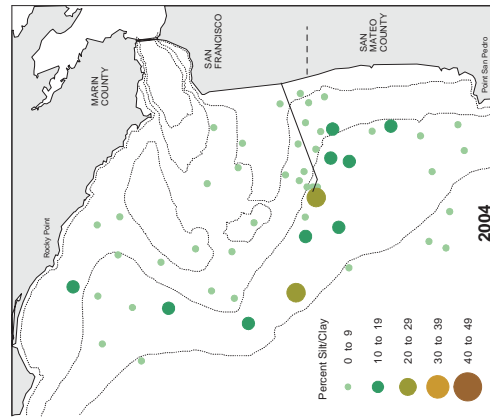 Rocky Point
MARIN
COUNTY
SAN
FRANCISCO
SAN
MATEO
COUNTY
Point San Pedro
2004
Percent Silt/Clay
0 to 9
10 to 19
20 to 29
30 to 39
40 to 49